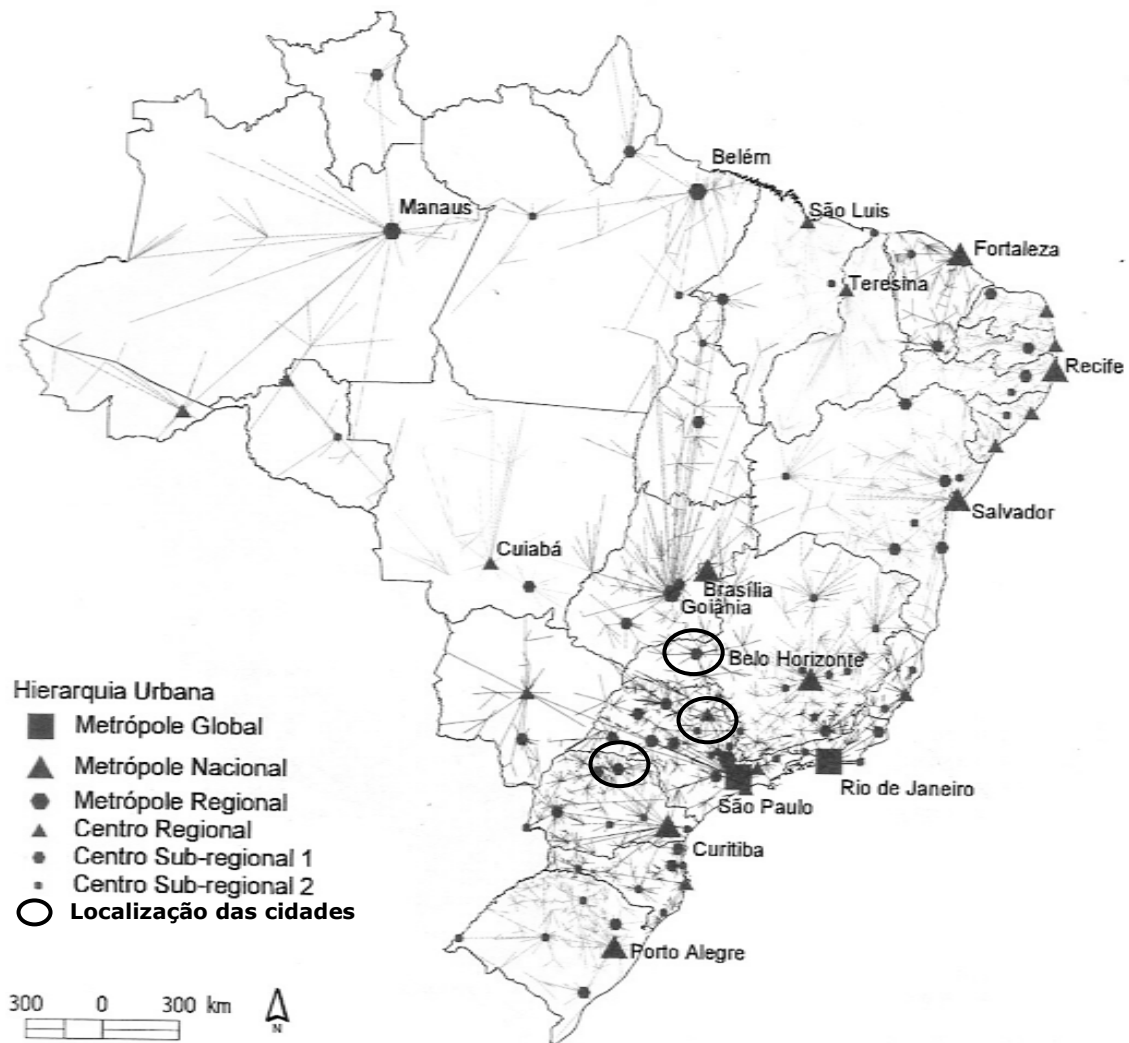 Belém
Manaus
São Luis
Fortaleza
Teresina
Recife
Salvador
Cuiabá
Brasília
Goiânia
Belo Horizonte
Hierarquia Urbana
Metrópole Global
Metrópole Nacional
Metrópole Regional
Centro Regional
Centro Sub-regional 1
Centro Sub-regional 2
Localização das cidades
Rio de Janeiro
São Paulo
Curitiba
Porto Alegre
300 0 300 km
N